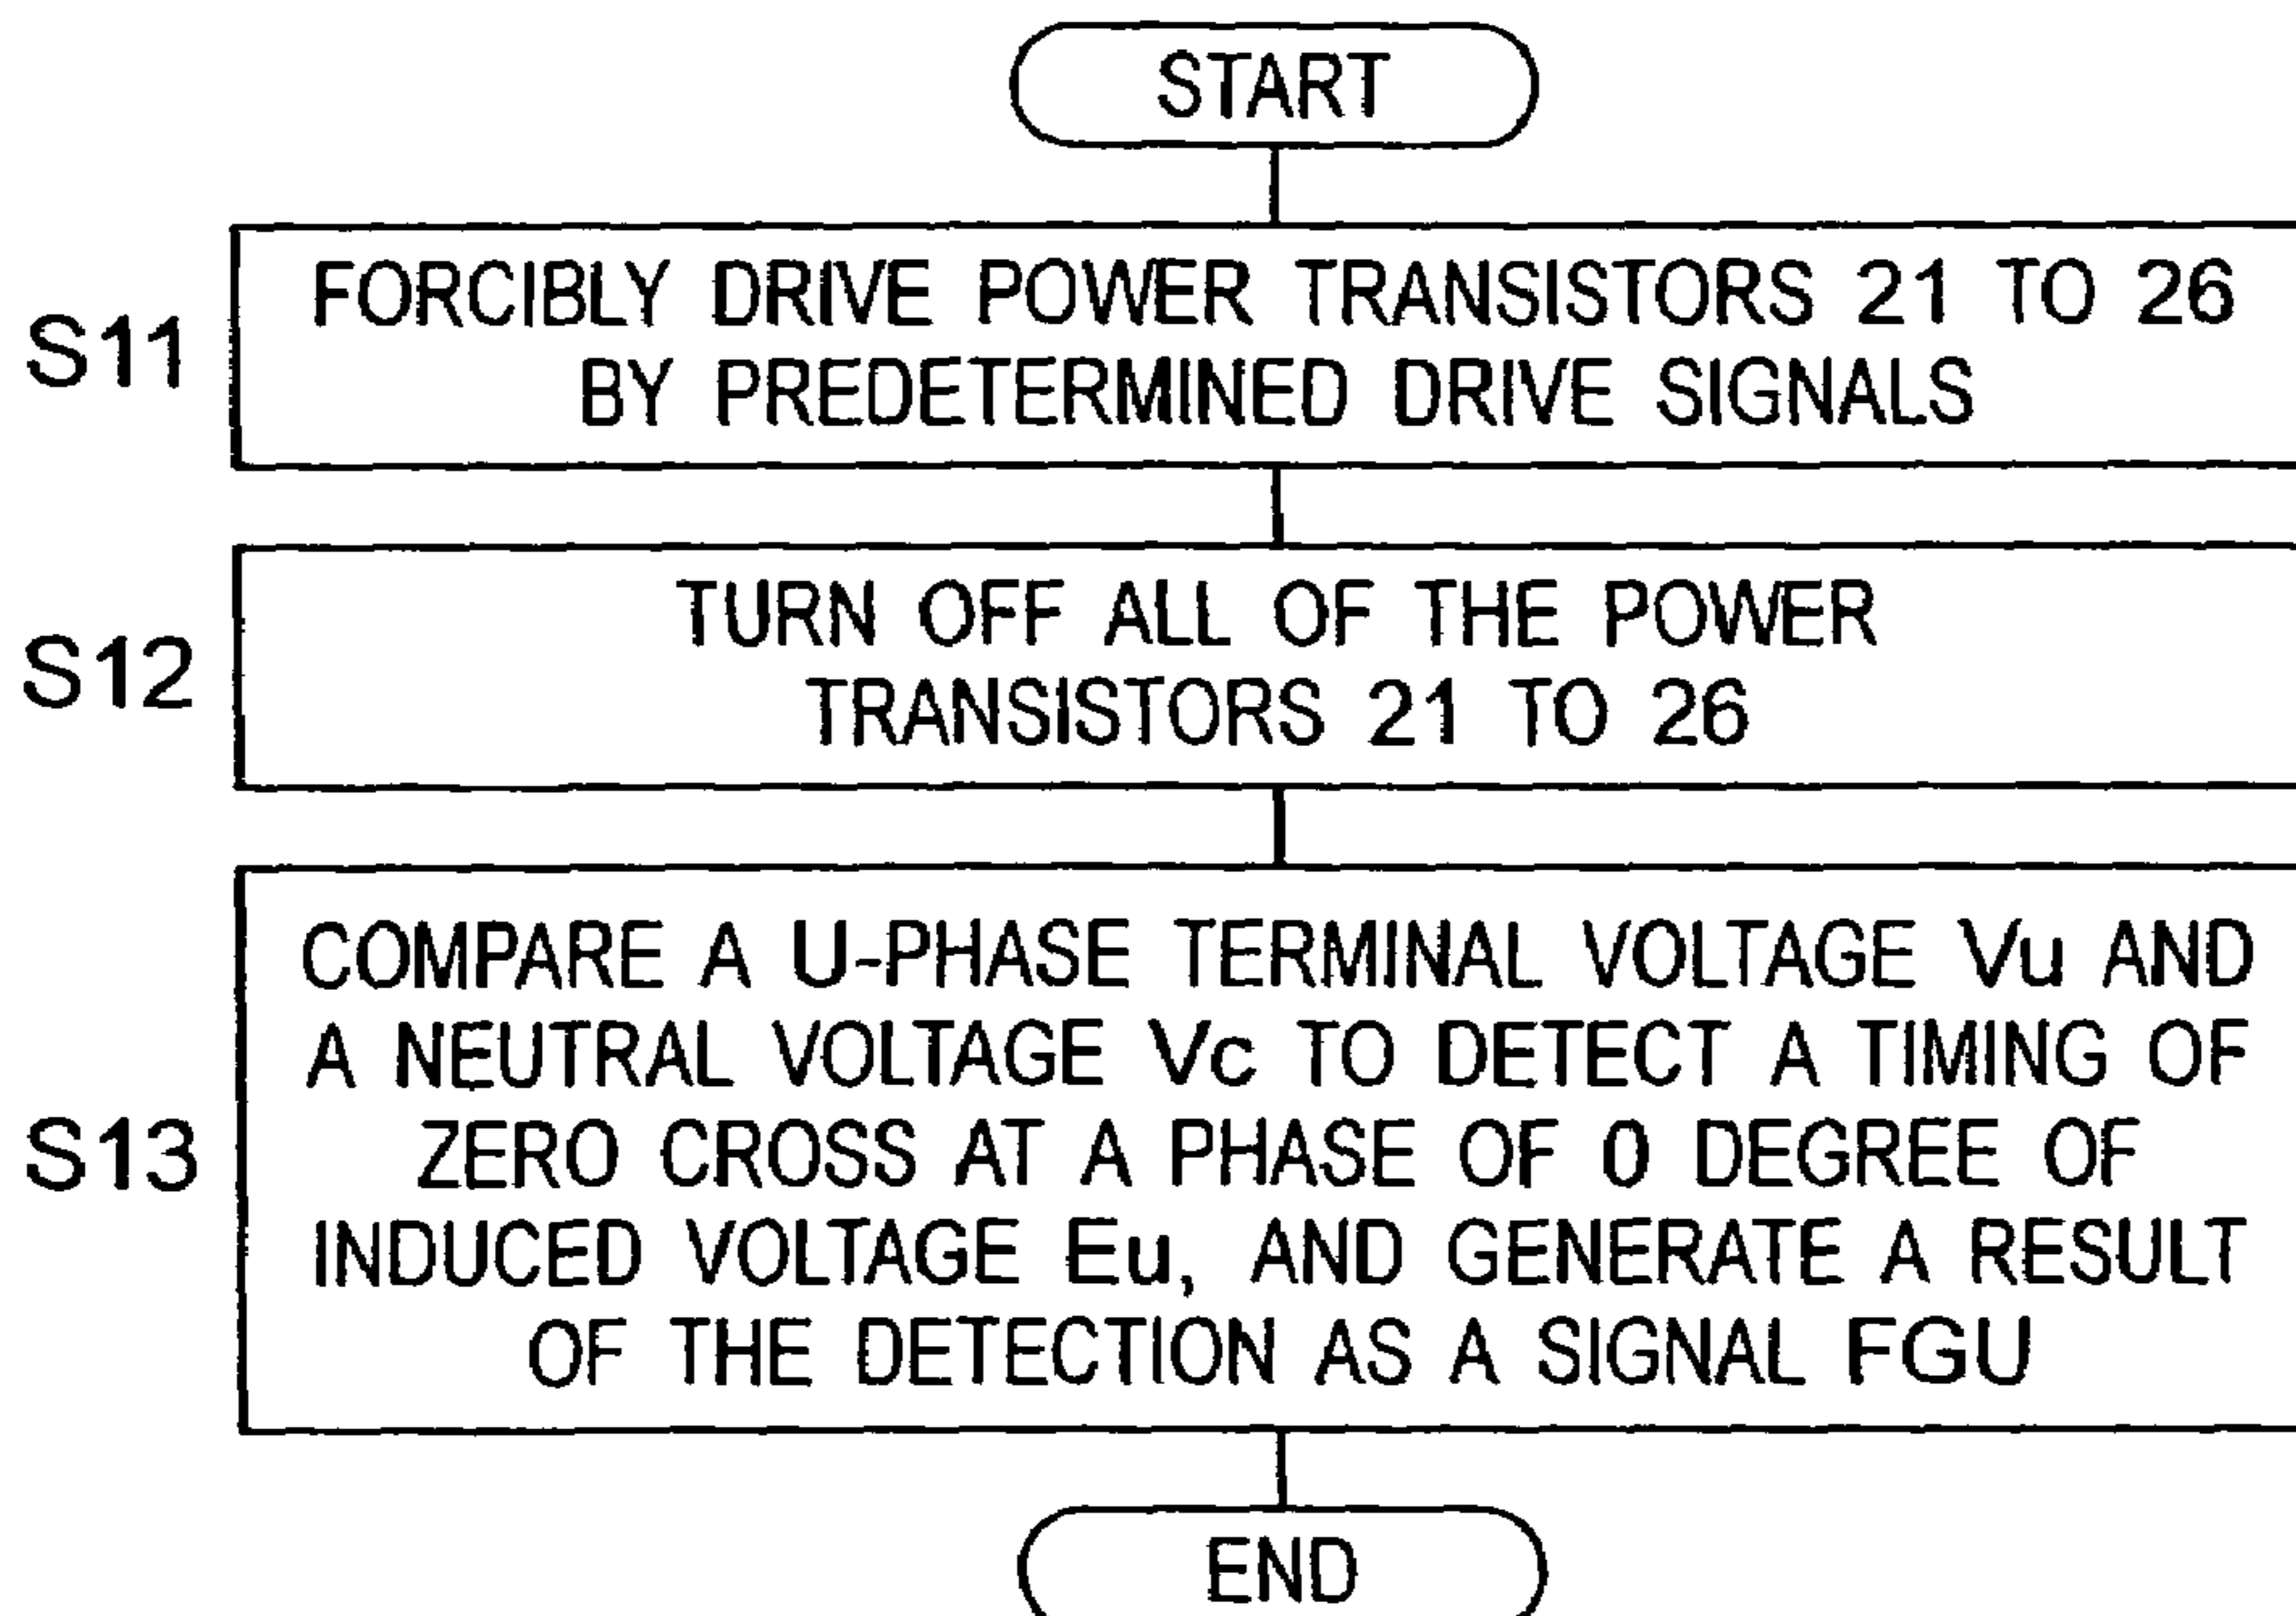 START
S11
FORCIBLY DRIVE POWER TRANSISTORS 21 TO 26
BY PREDETERMINED DRIVE SIGNALS
S12
TURN OFF ALL OF THE POWER
TRANSISTORS 21 TO 26
S13
COMPARE A U-PHASE TERMINAL VOLTAGE Vu AND
A NEUTRAL VOLTAGE Vc TO DETECT A TIMING OF
ZERO CROSS AT A PHASE OF 0 DEGREE OF
INDUCED VOLTAGE Eu, AND GENERATE A RESULT
OF THE DETECTION AS A SIGNAL FGU
END